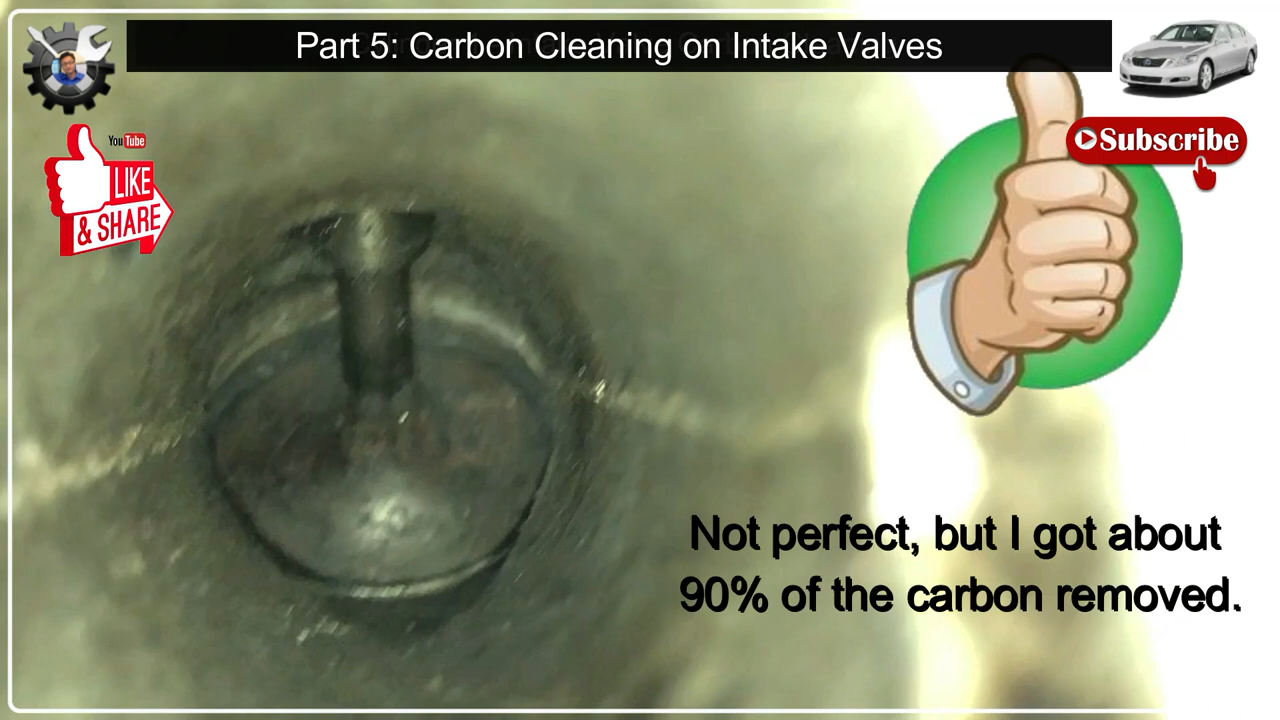 Part 5: Carbon Cleaning on Intake Valves
YouTube
LIKE
& SHARE
Subscribe
Not perfect, but I got about
90% of the carbon removed.